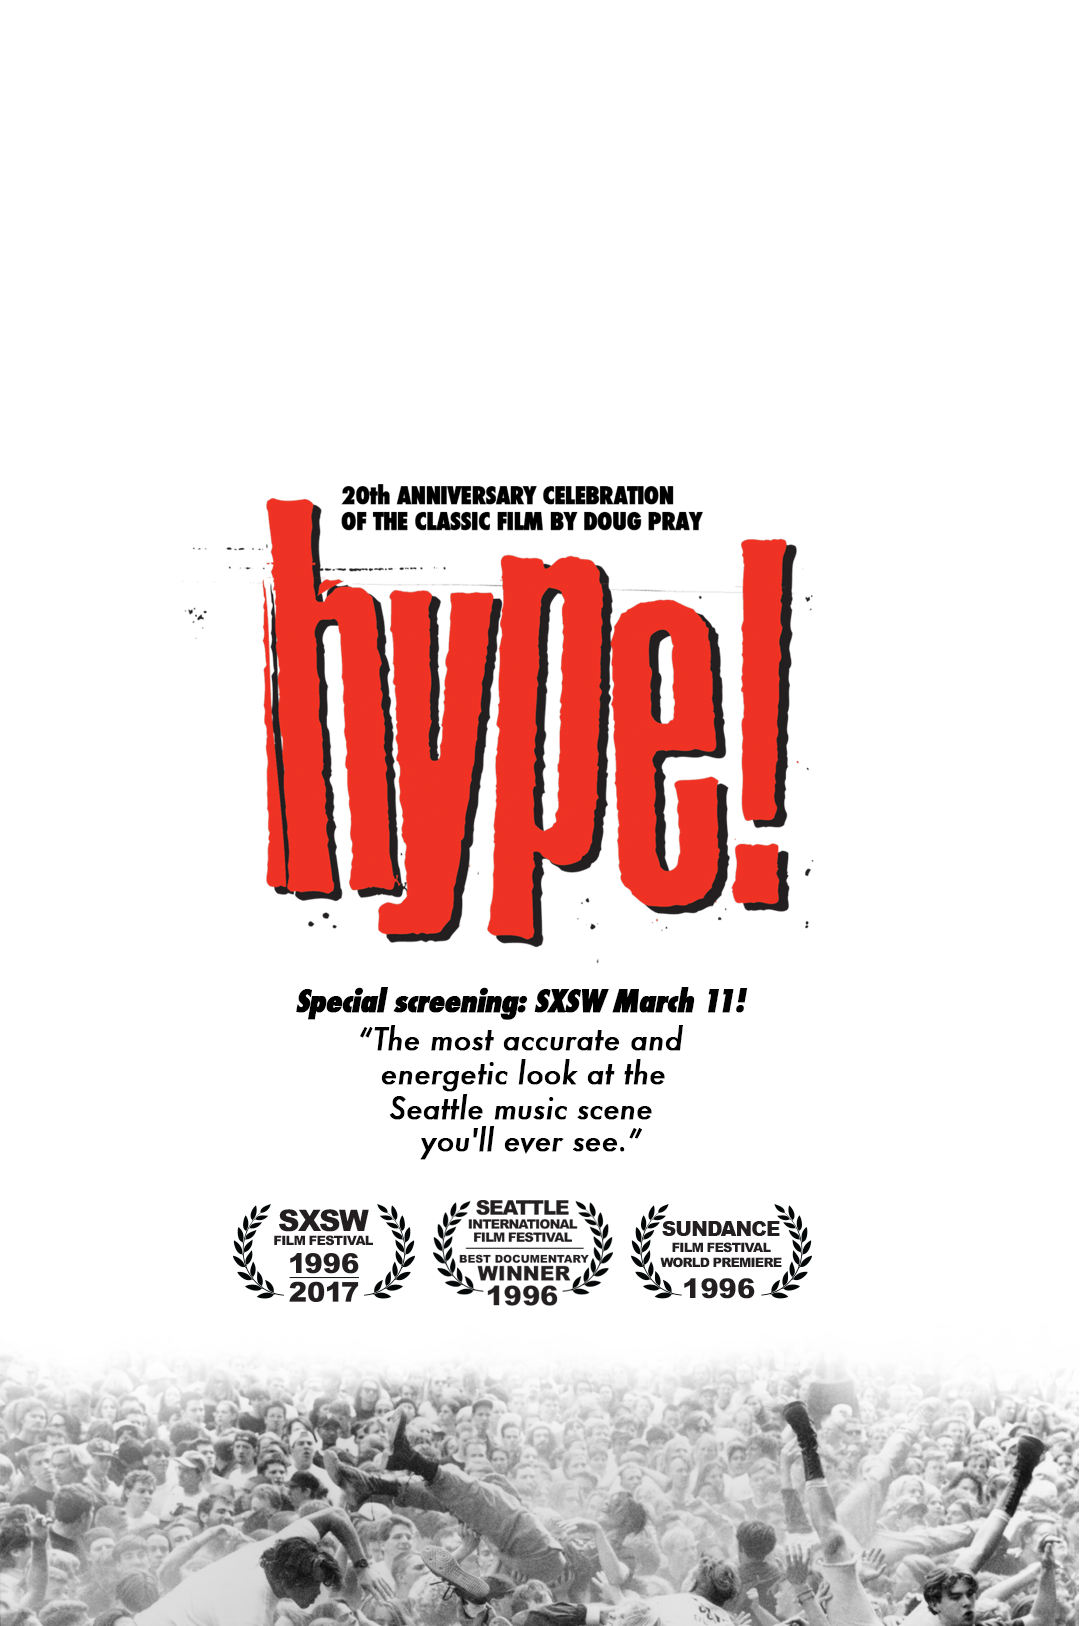 20th ANNIVERSARY CELEBRATION
OF THE CLASSIC FILM BY DOUG PRAY
hype!
Special screening: SXSW March 11!
“The most accurate and
energetic look at the
Seattle music scene
you'll ever see.”
SXSW
FILM FESTIVAL
1996
2017
SEATTLE
INTERNATIONAL
FILM FESTIVAL
BEST DOCUMENTARY
WINNER
1996
SUNDANCE
FILM FESTIVAL
WORLD PREMIERE
1996